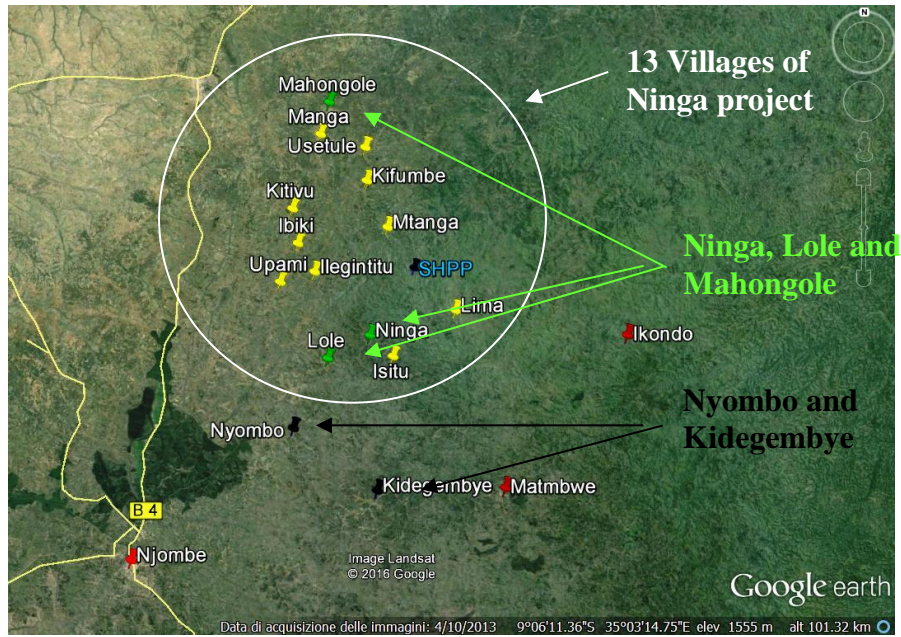 N
13 Villages of
Ninga project
Mahongole
Manga
Usetule
Kifumbe
Kitivu
Mtanga
Ibiki
Upami
Ilegintitu
SHPP
Ninga, Lole and
Mahongole
Lima
Ninga
Lole
Ikondo
Isitu
Nyombo and
Kidegembye
Nyombo
Kidegembye
Matmbwe
B 4
Njombe
Image Landsat
© 2016 Google
Google earth
Data di acquisizione delle immagini: 4/10/2013 9°06'11.36"S 35°03'14.75"E elev 1555 m alt 101.32 km